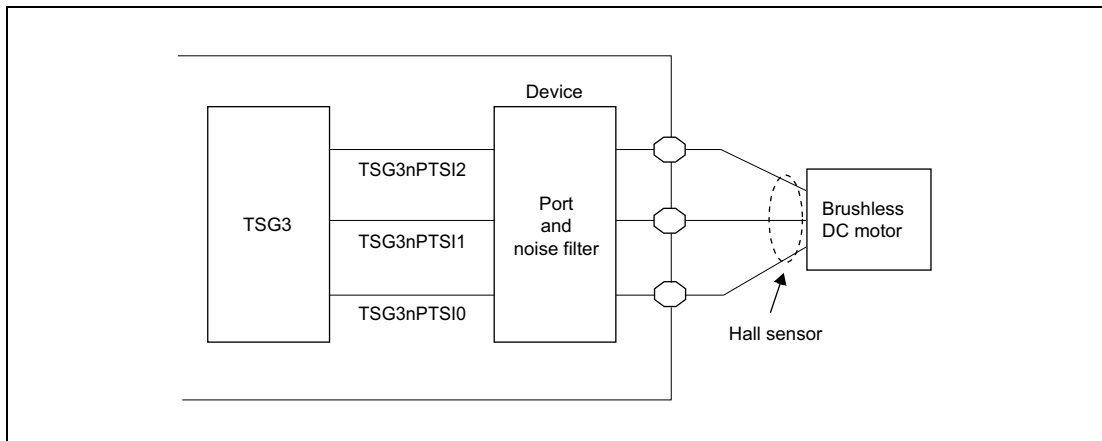 Device
TSG3nPTSI2
TSG3
TSG3nPTSI1
TSG3nPTSI0
Port
and
noise filter
Brushless
DC motor
Hall sensor